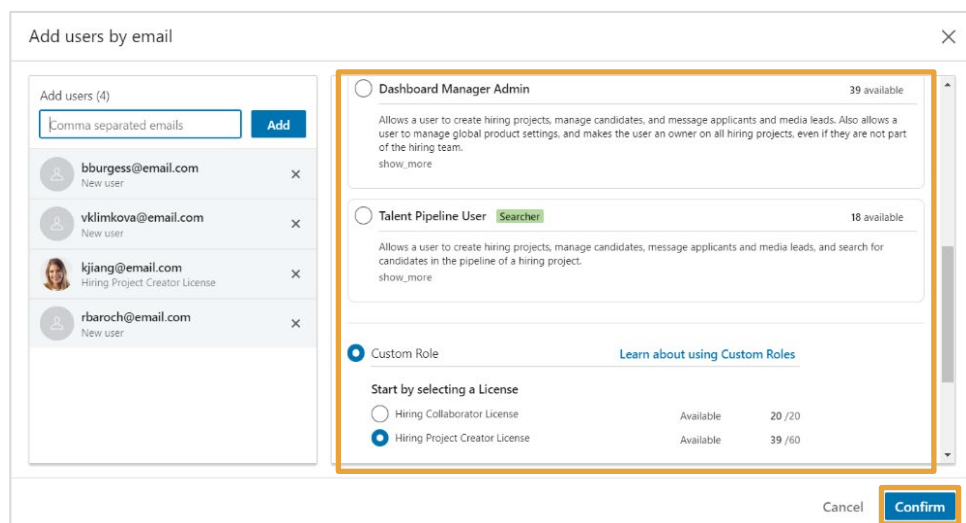 Add users by email
Add users (4)
Comma separated emails
Add
bburgess@email.com
New user
vklimkova@email.com
New user
kjiang@email.com
Hiring Project Creator License
rbaroch@email.com
New user
Dashboard Manager Admin
39 available
Allows a user to create hiring projects, manage candidates, and message applicants and media leads. Also allows a
user to manage global product settings, and makes the user an owner on all hiring projects, even if they are not part
of the hiring team.
show_more
Talent Pipeline User Searcher
18 available
Allows a user to create hiring projects, manage candidates, message applicants and media leads, and search for
candidates in the pipeline of a hiring project.
show_more
Custom Role
Learn about using Custom Roles
Start by selecting a License
Hiring Collaborator License Available 20 /20
Hiring Project Creator License Available 39 /60
Cancel
Confirm